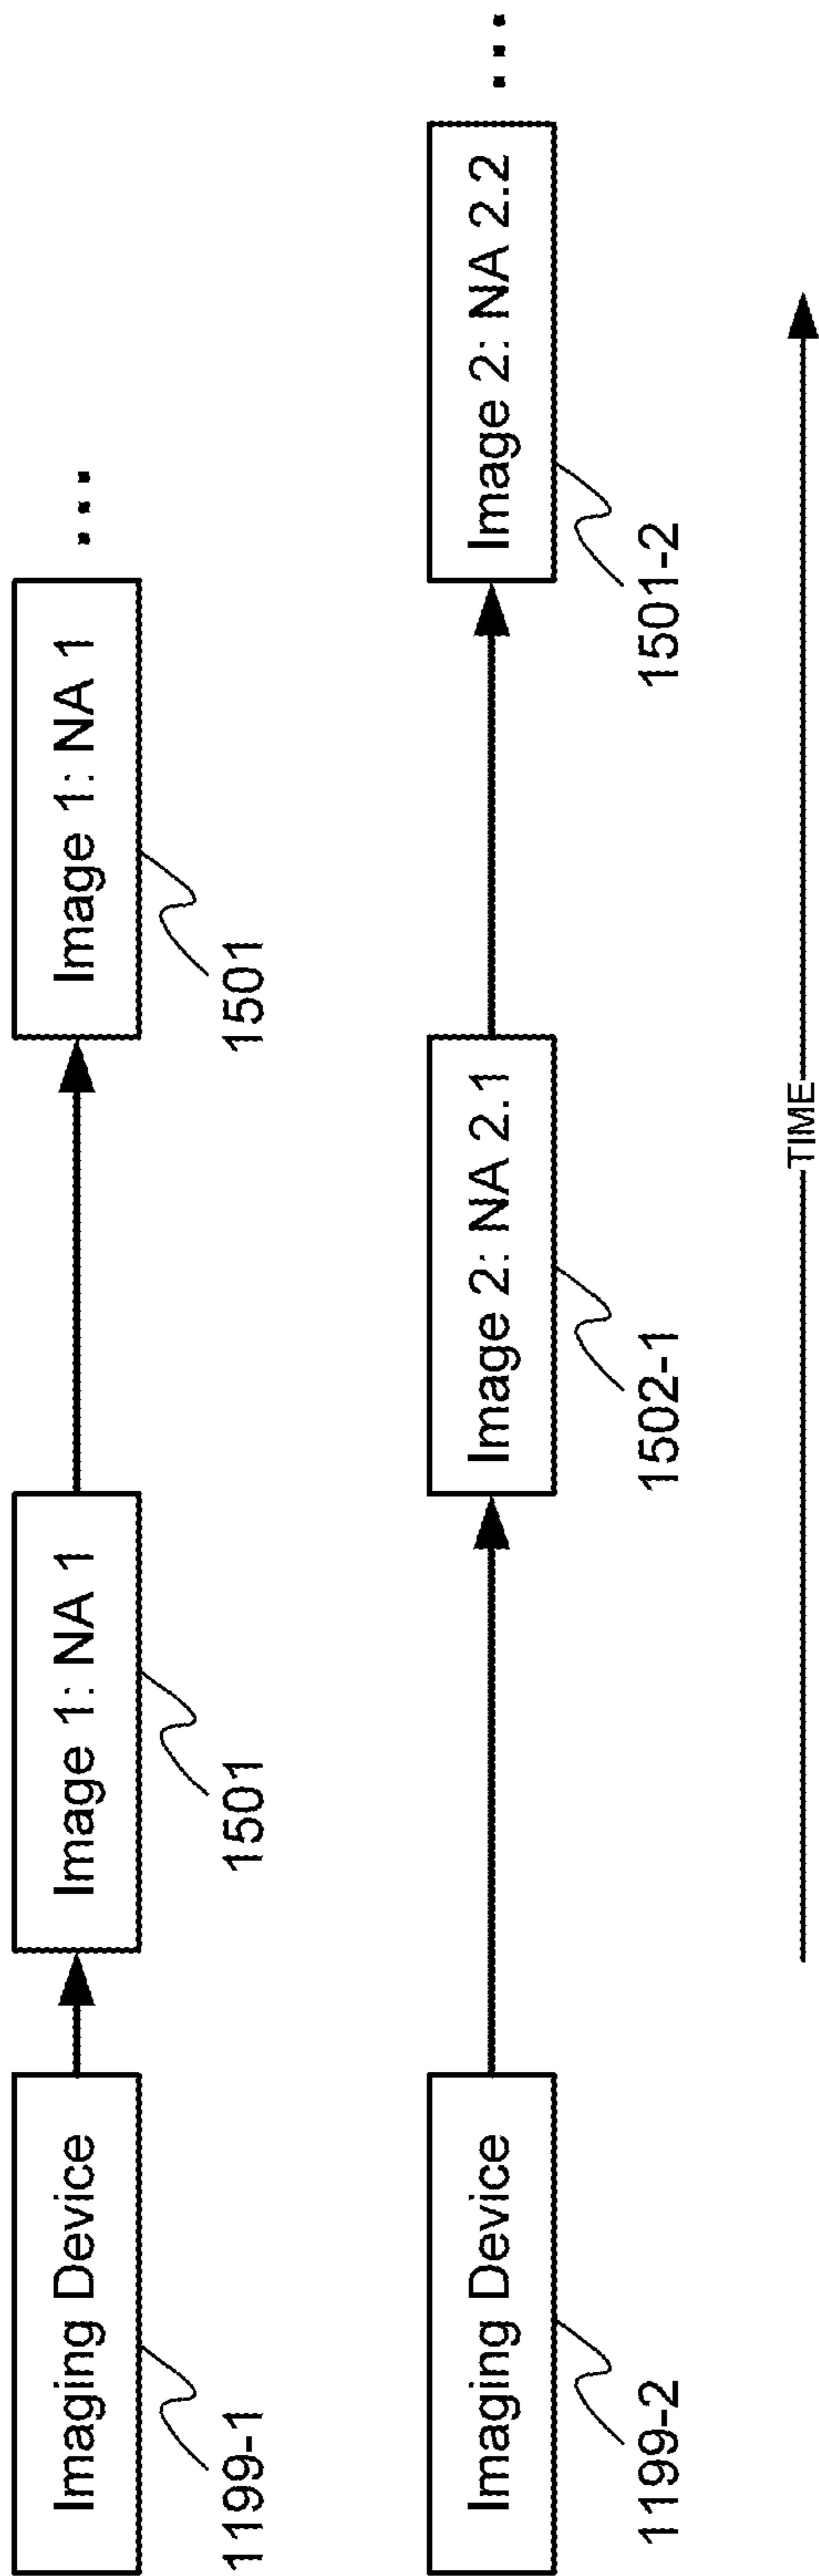 Imaging Device
Image 1: NA 1
Image 1: NA 1
...
1199-1
1501
1501
Imaging Device
Image 2: NA 2.1
Image 2: NA 2.2
...
1199-2
1502-1
1501-2
TIME